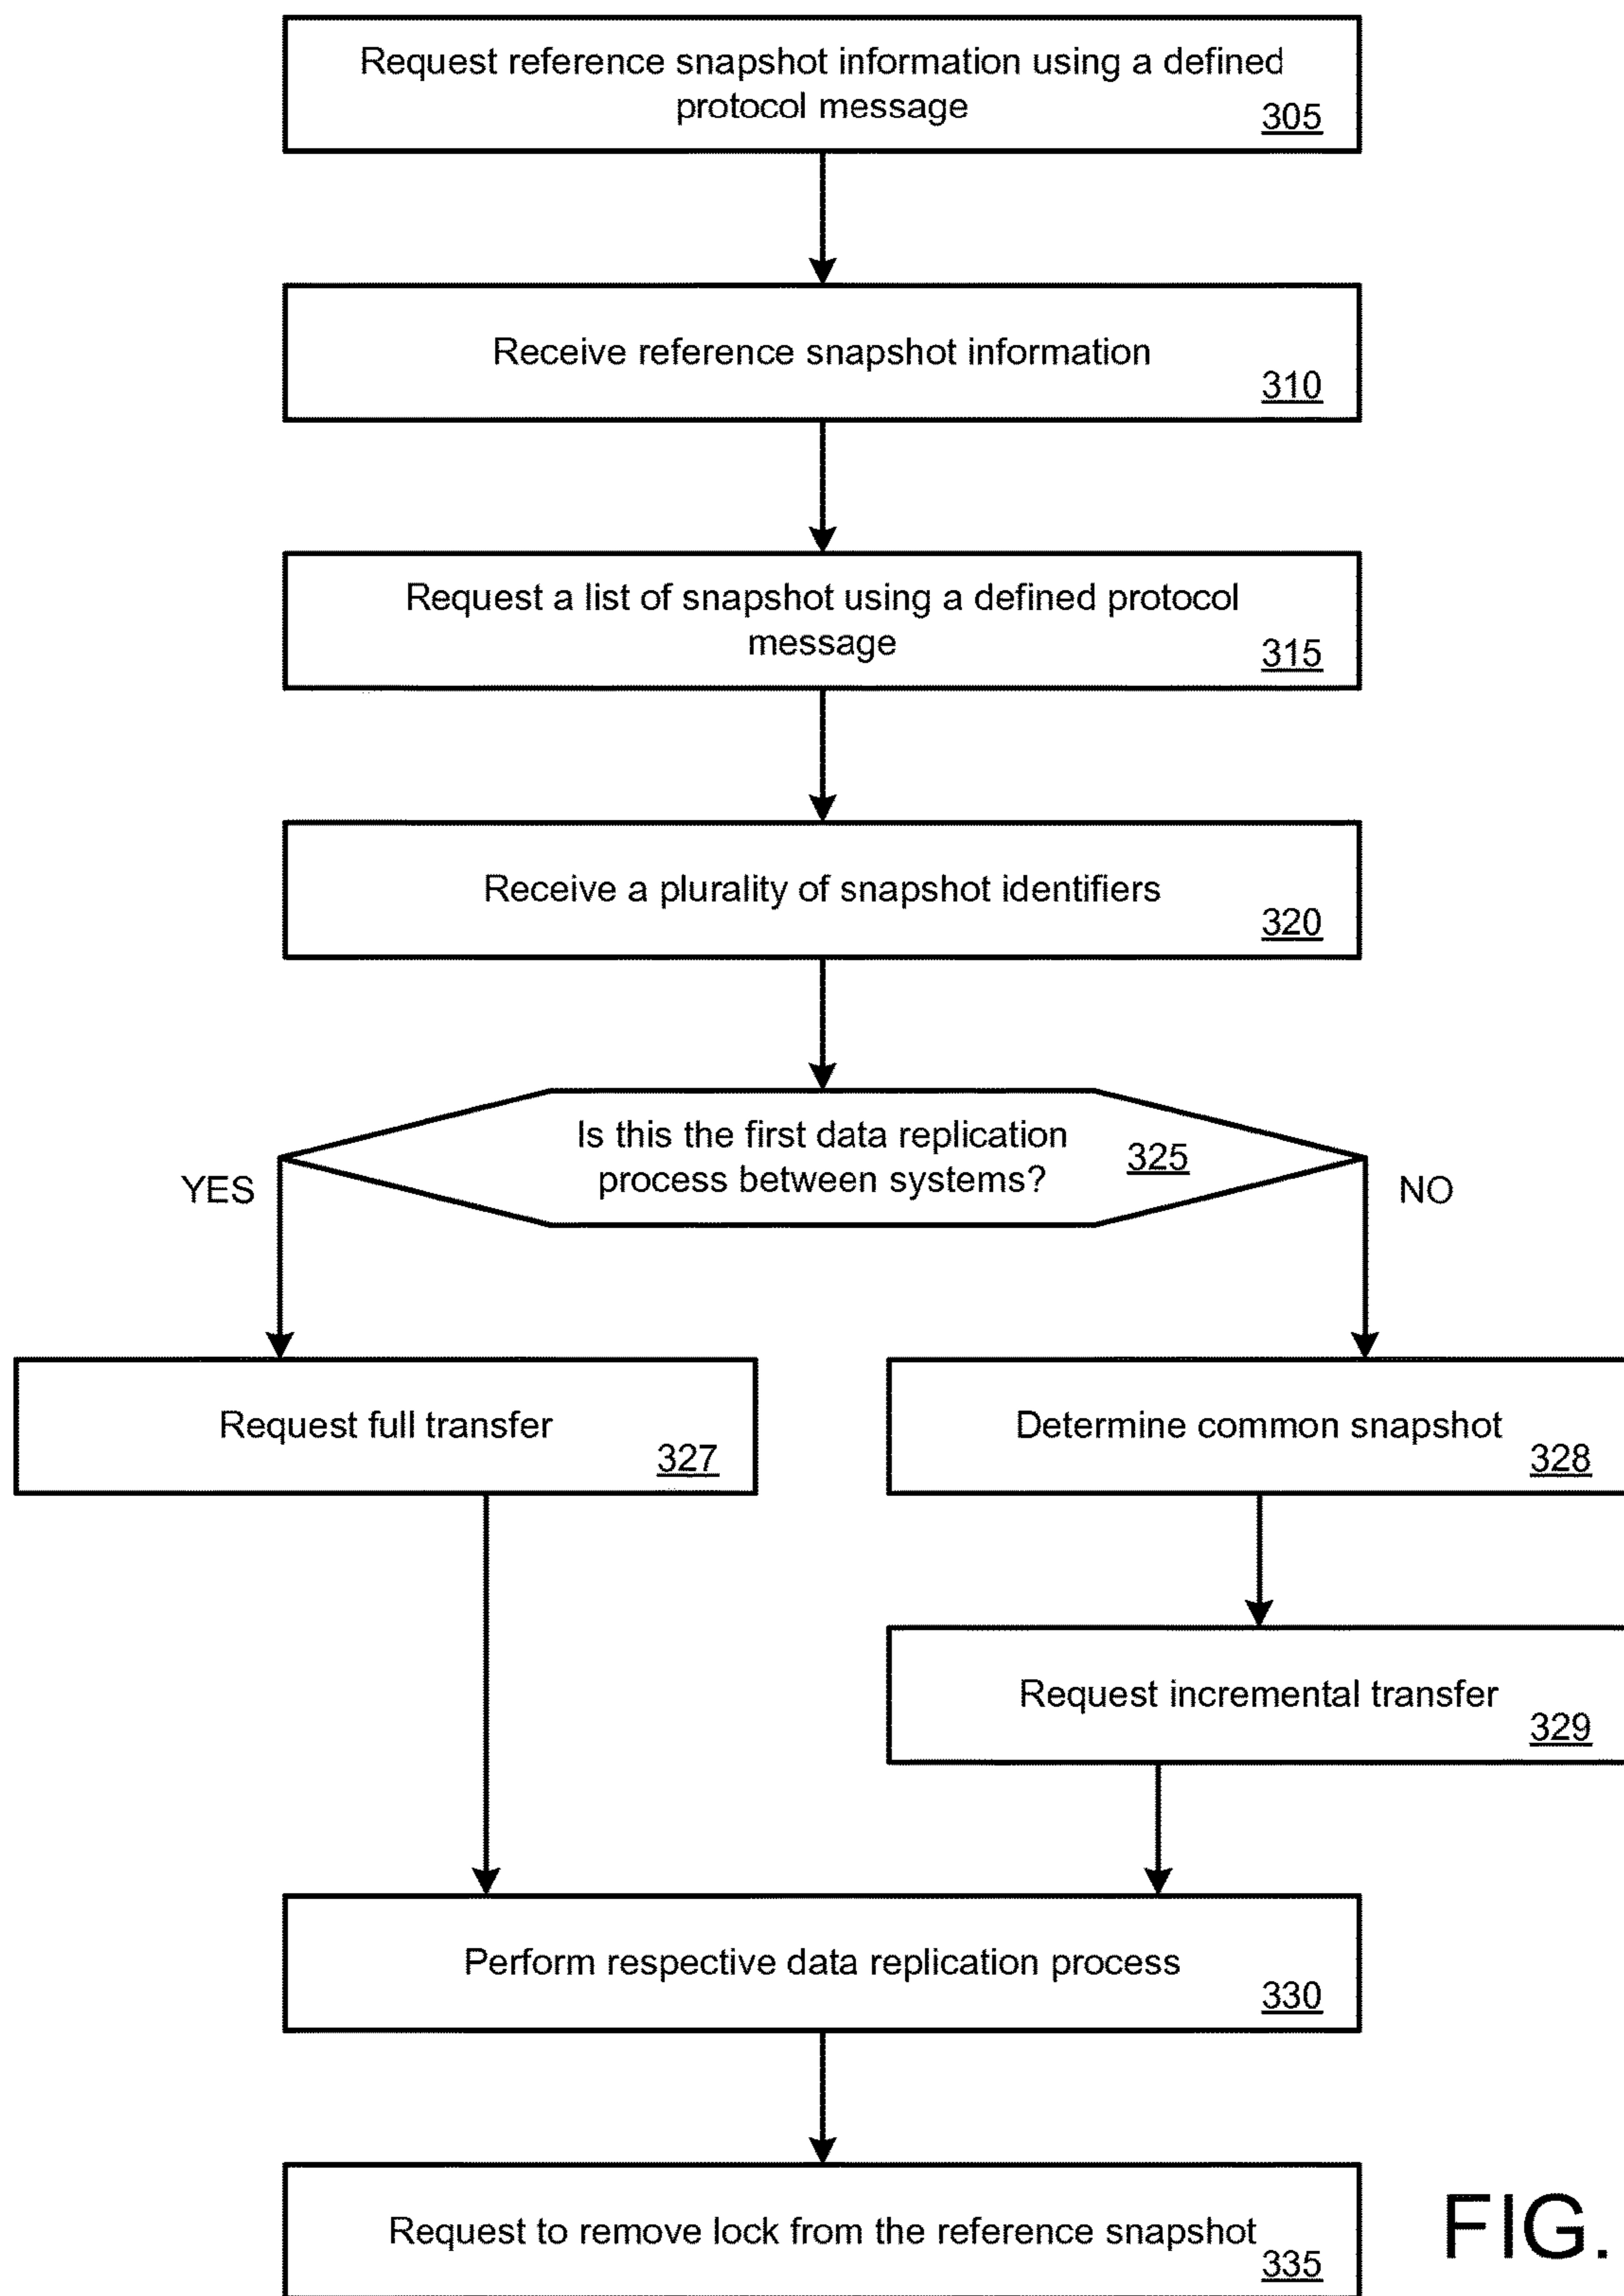 Request reference snapshot information using a defined
protocol message
305
Receive reference snapshot information
310
Request a list of snapshot using a defined protocol
message
315
Receive a plurality of snapshot identifiers
320
Is this the first data replication
process between systems?
325
YES
NO
Request full transfer
327
Determine common snapshot
328
Request incremental transfer
329
Perform respective data replication process
330
Request to remove lock from the reference snapshot
335
FIG.